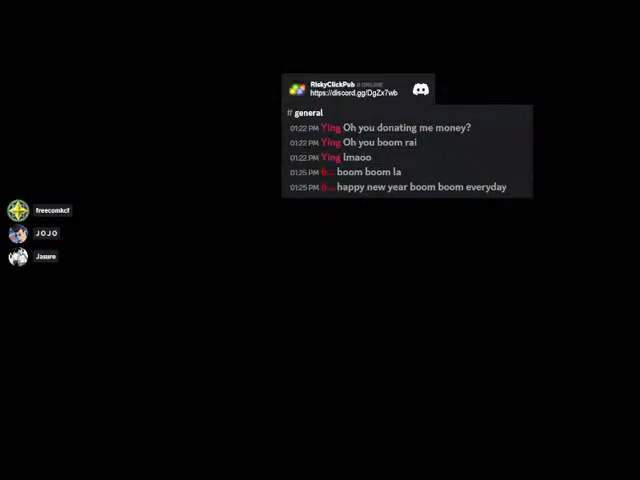 RiskyClickPub
https://discord.gg/DgZx7wb
# general
01:22 PM Ying Oh you donating me money?
01:22 PM Ying Oh you boom rai
01:22 PM Ying lmaoo
01:25 PM boom boom la
01:25 PM happy new year boom boom everyday
freecomkcf
J O J O
Jasure